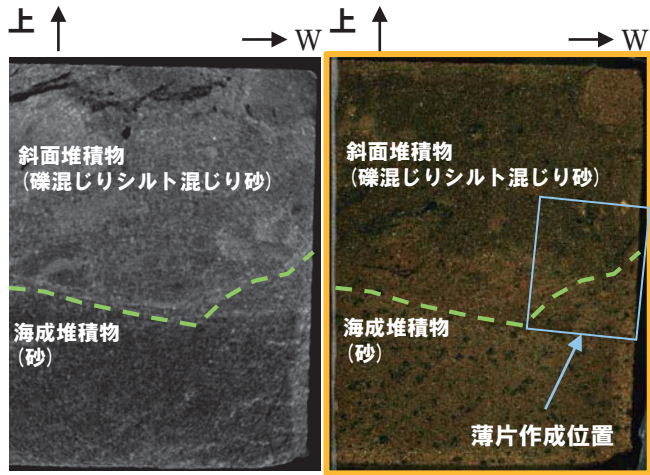 上
W
斜面堆積物
(礫混じりシルト混じり砂)
海成堆積物
(砂)
上
W
斜面堆積物
(礫混じりシルト混じり砂)
海成堆積物
(砂)
薄片作成位置